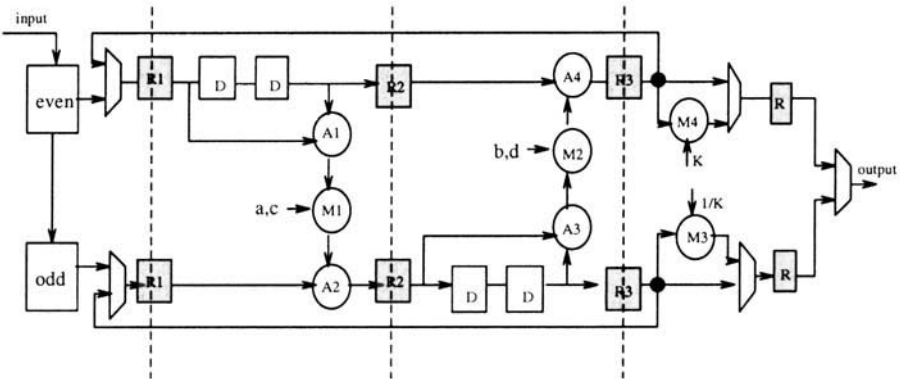 input
even
R1
D
D
R2
A4
R3
M4
K
R
output
A1
b,d
M2
a,c
M1
A3
1/K
M3
odd
R1
A2
R2
D
D
R3
R